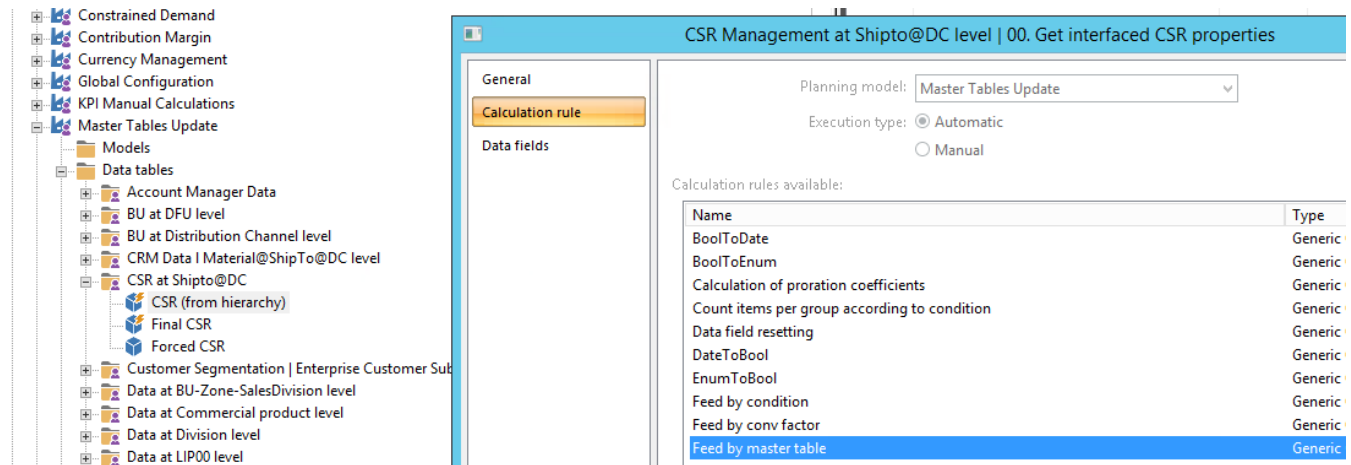 Constrained Demand
Contribution Margin
Currency Management
Global Configuration
KPI Manual Calculations
Master Tables Update
Models
Data tables
Account Manager Data
BU at DFU level
BU at Distribution Channel level
CRM Data I Material@ShipTo@DC level
CSR at Shipto@DC
CSR (from hierarchy)
Final CSR
Forced CSR
Customer Segmentation | Enterprise Customer Sub
Data at BU-Zone-SalesDivision level
Data at Commercial product level
Data at Division level
Data at LIP00 level
CSR Management at Shipto@DC level | 00. Get interfaced CSR properties
General
Calculation rule
Data fields
Planning model: Master Tables Update
Execution type: Automatic
Manual
Calculation rules available:
Name Type
BoolToDate Generic
BoolToEnum Generic
Calculation of proration coefficients Generic
Count items per group according to condition Generic
Data field resetting Generic
DateToBool Generic
EnumToBool Generic
Feed by condition Generic
Feed by conv factor Generic
Feed by master table Generic